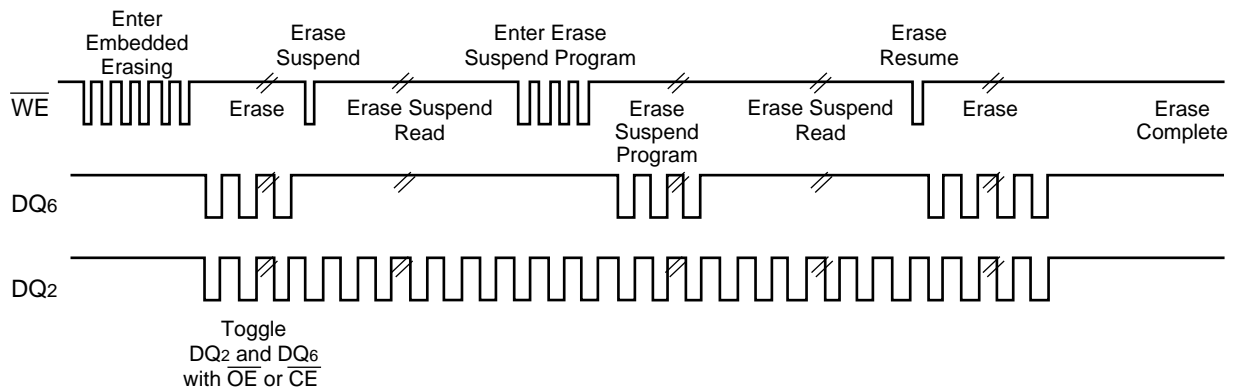 Enter
Embedded
Erasing
Erase
Suspend
Enter Erase
Suspend Program
Erase
Resume
WE
Erase
Erase Suspend
Read
Erase
Suspend
Program
Erase Suspend
Read
Erase
Erase
Complete
DQ6
DQ2
Toggle
DQ2 and DQ6
with OE or CE